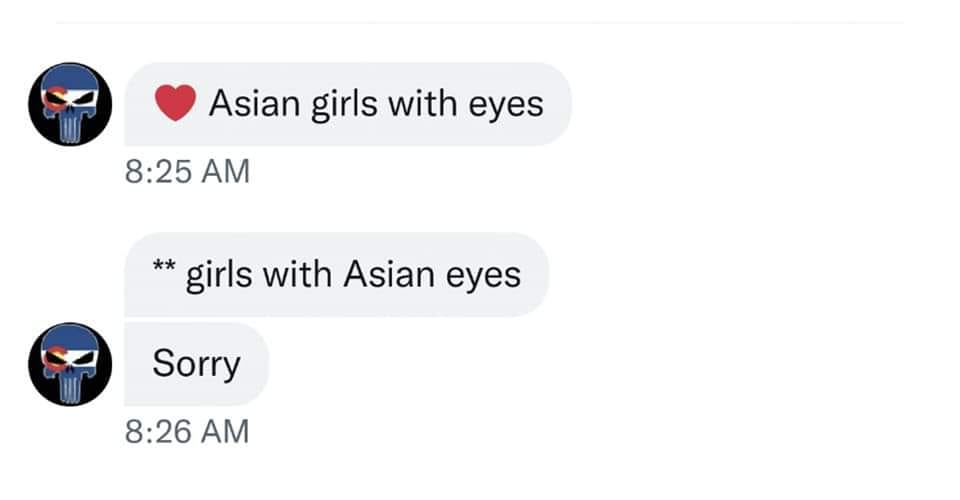 ❤️ Asian girls with eyes
8:25 AM
** girls with Asian eyes
Sorry
8:26 AM